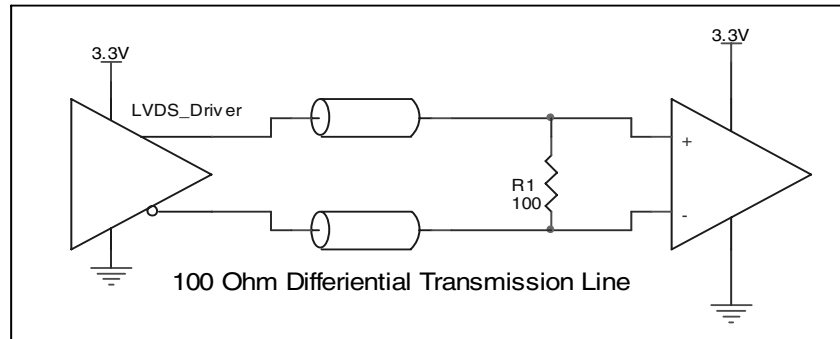 3.3V
3.3V
LVDS_Driver
+
R1
100
-
100 Ohm Differiential Transmission Line